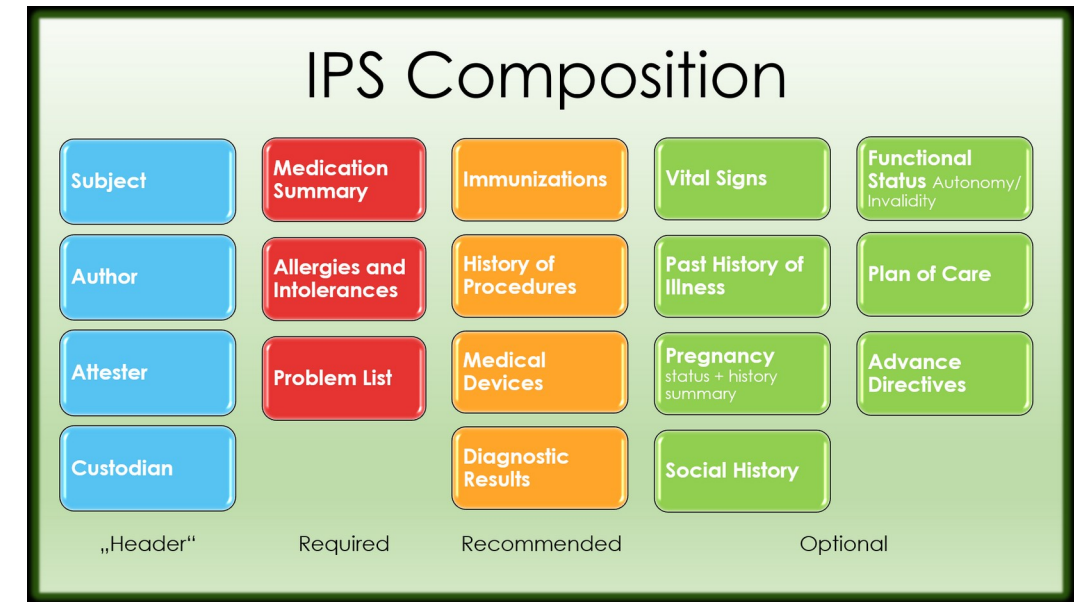 IPS Composition
Subject
Author
Attester
Custodian
„Header“
Medication
Summary
Allergies and
Intolerances
Problem List
Required
Immunizations
History of
Procedures
Medical
Devices
Diagnostic
Results
Recommended
Vital Signs
Past History of
Illness
Pregnancy
status + history
summary
Social History
Functional
Status Autonomy/
Invalidity
Plan of Care
Advance
Directives
Optional